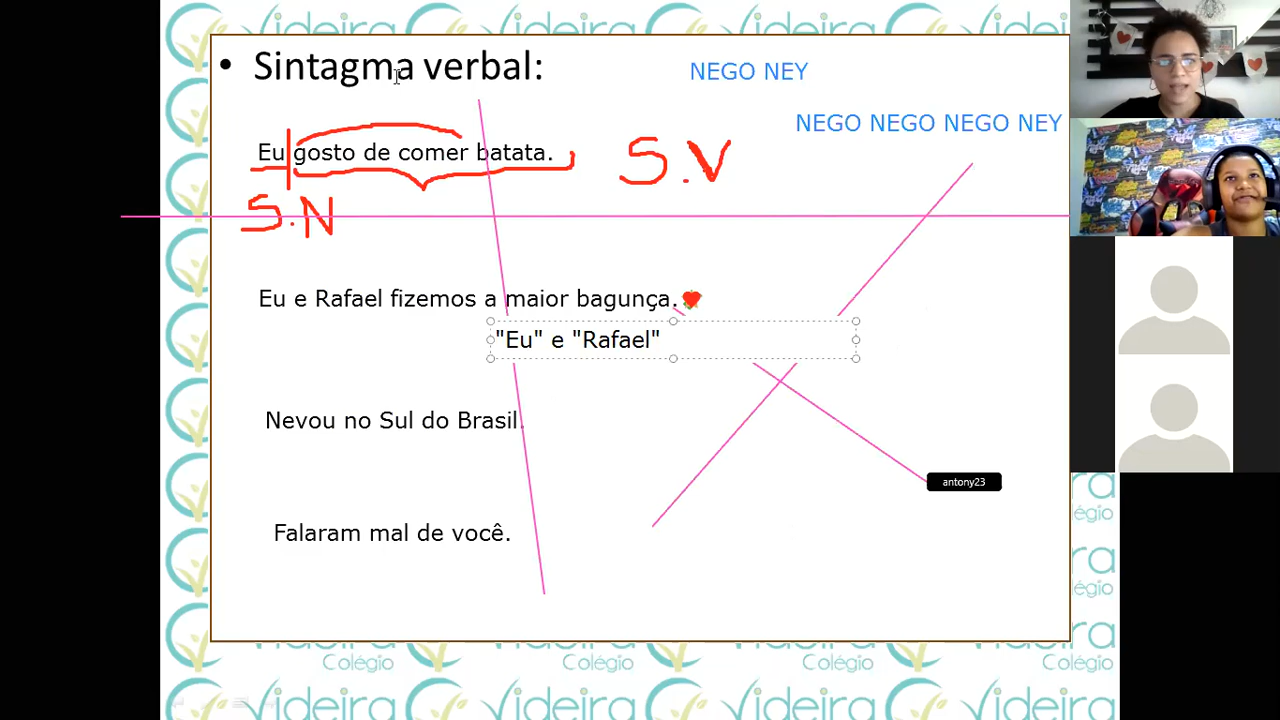 • Sintagma verbal:
NEGO NEY
NEGO NEGO NEGO NEY
Eu gosto de comer batata.
S.V
S.N
Eu e Rafael fizemos a maior bagunça.
"Eu" e "Rafael"
Nevou no Sul do Brasil.
antony23
Falaram mal de você.
Videira
Colégio